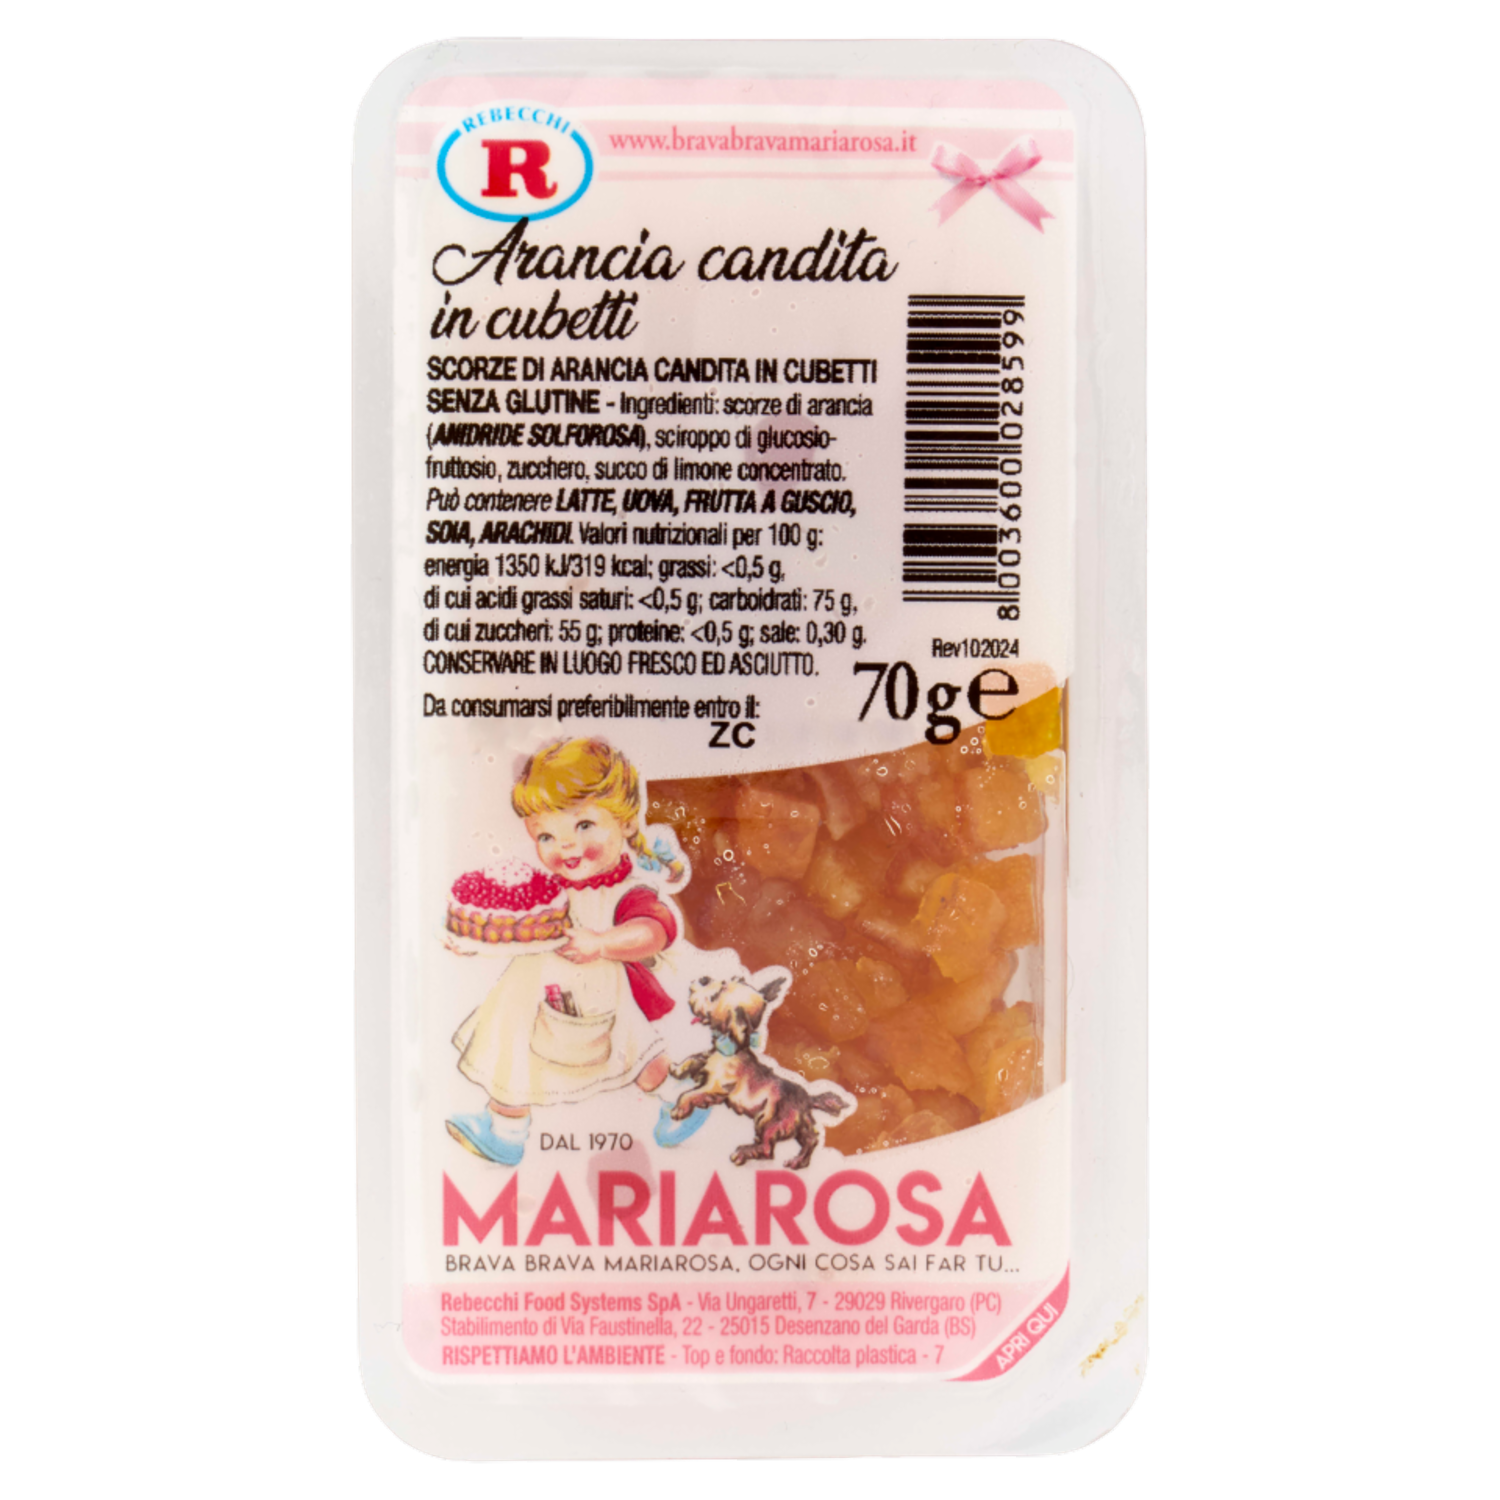 REBECCHI
R
www.bravabravamariarosa.it
Arancia candita
in cubetti
SCORZE DI ARANCIA CANDITA IN CUBETTI
SENZA GLUTINE - Ingredienti: scorze di arancia
(ANIDRIDE SOLFOROSA), sciroppo di glucosio-
fruttosio, zucchero, succo di limone concentrato.
Può contenere LATTE, UOVA, FRUTTA A GUSCIO,
SOIA, ARACHIDI. Valori nutrizionali per 100 g:
energia 1350 kJ/319 kcal; grassi: <0,5 g,
di cui acidi grassi saturi: <0,5 g; carboidrati: 75 g,
di cui zuccheri: 55 g; proteine: <0,5 g; sale: 0,30 g.
CONSERVARE IN LUOGO FRESCO ED ASCIUTTO.
Da consumarsi preferibilmente entro il:
ZC
8 003600 028599
Rev102024
70g℮
DAL 1970
MARIAROSA
BRAVA BRAVA MARIAROSA, OGNI COSA SAI FAR TU...
Rebecchi Food Systems SpA - Via Ungaretti, 7 - 29029 Rivergaro (PC)
Stabilimento di Via Faustinella, 22 - 25015 Desenzano del Garda (BS)
RISPETTIAMO L'AMBIENTE - Top e fondo: Raccolta plastica - 7
APRI QUI